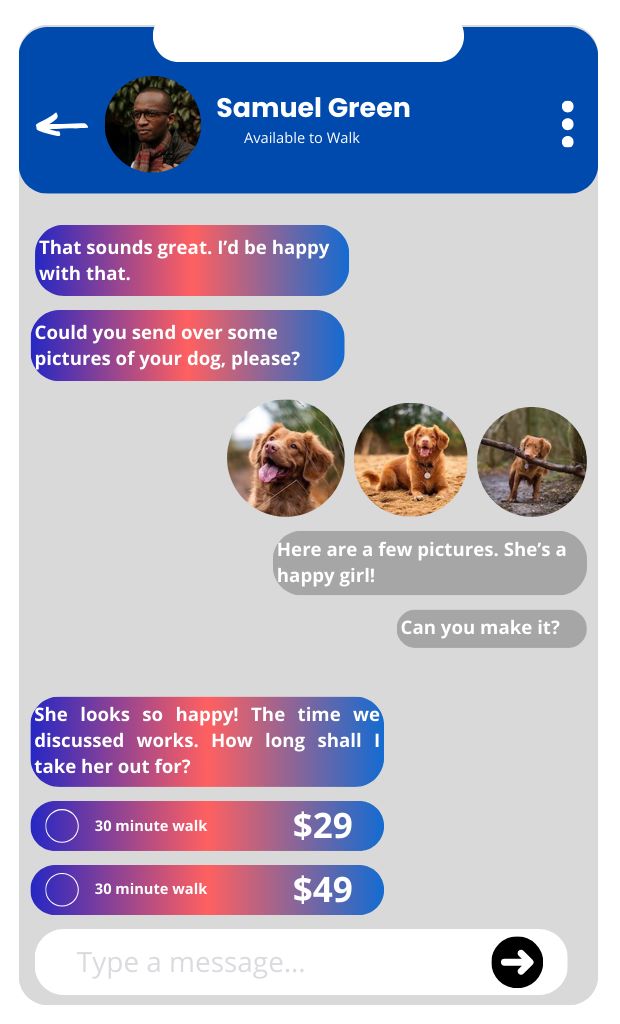 Samuel Green
Available to Walk
That sounds great. I’d be happy
with that.
Could you send over some
pictures of your dog, please?
Here are a few pictures. She’s a
happy girl!
Can you make it?
She looks so happy! The time we
discussed works. How long shall I
take her out for?
30 minute walk $29
30 minute walk $49
Type a message...